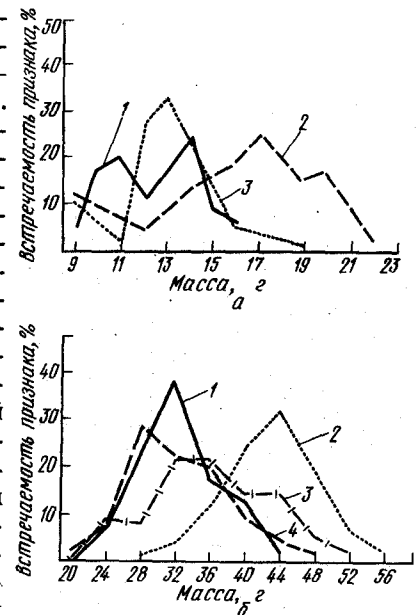 Встречаемость признака, %
50
40
30
20
10
1
2
3
9 11 13 15 17 19 21 23
Масса, г
а
Встречаемость признака, %
40
30
20
10
1
2
3
4
20 24 28 32 36 40 44 48 52 56
Масса, г
б